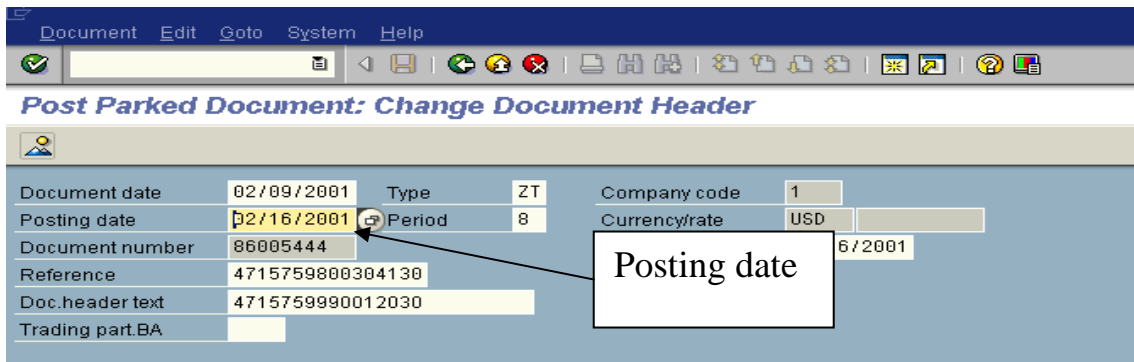 Document Edit Goto System Help
Post Parked Document: Change Document Header
Document date 02/09/2001 Type ZT Company code 1
Posting date 02/16/2001 Period 8 Currency/rate USD
Document number 86005444 6/2001
Reference 4715759800304130
Doc.header text 4715759990012030
Trading part.BA
Posting date